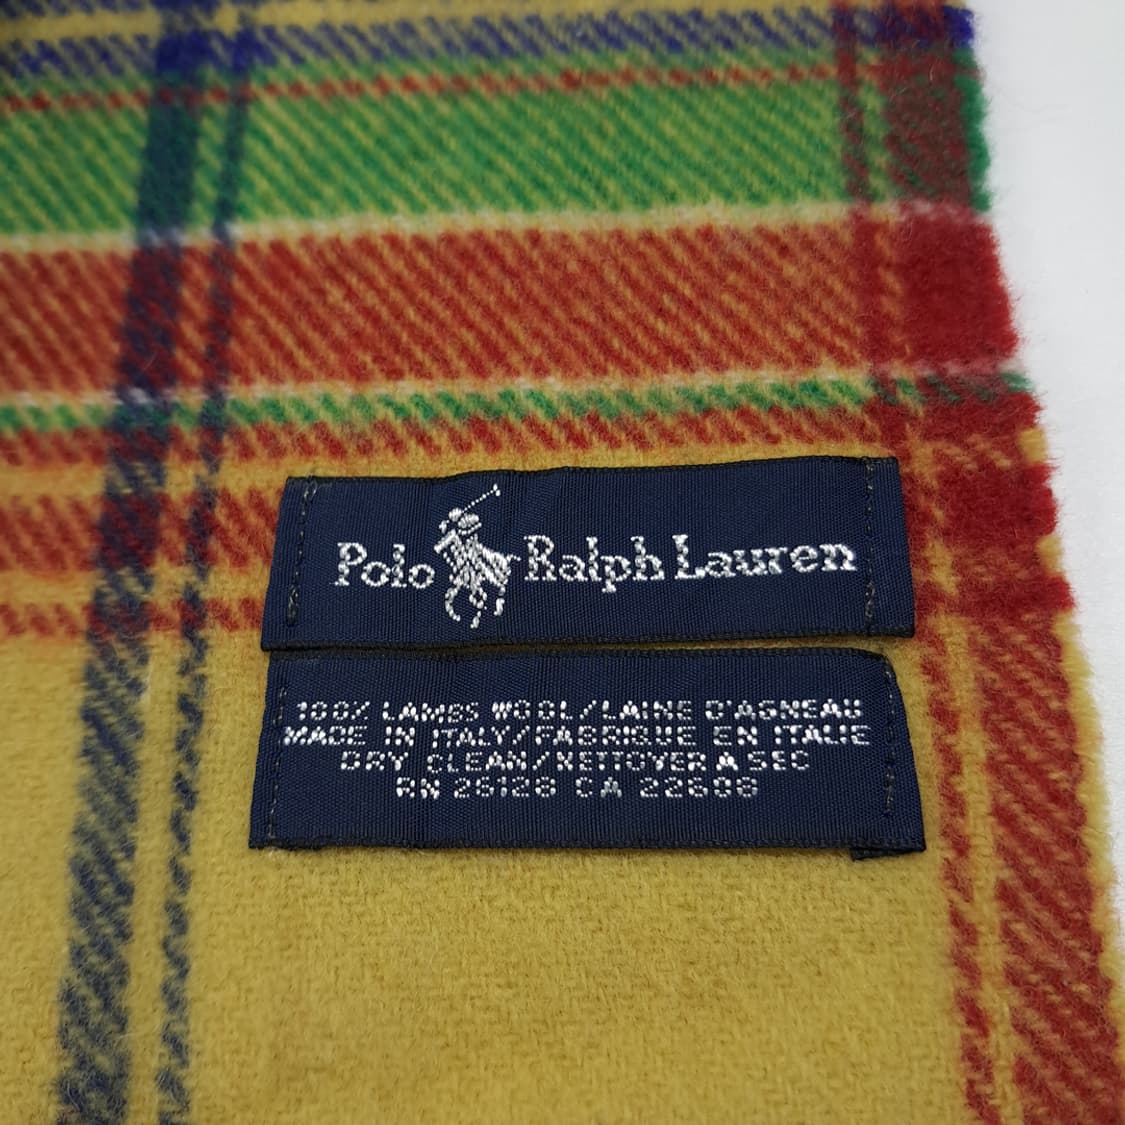 Polo Ralph Lauren
100% LAMBS WOOL/LAINE D'AGNEAU
MADE IN ITALY/FABRIQUE EN ITALIE
DRY CLEAN/NETTOYER A SEC
RN 26128 CA 22608